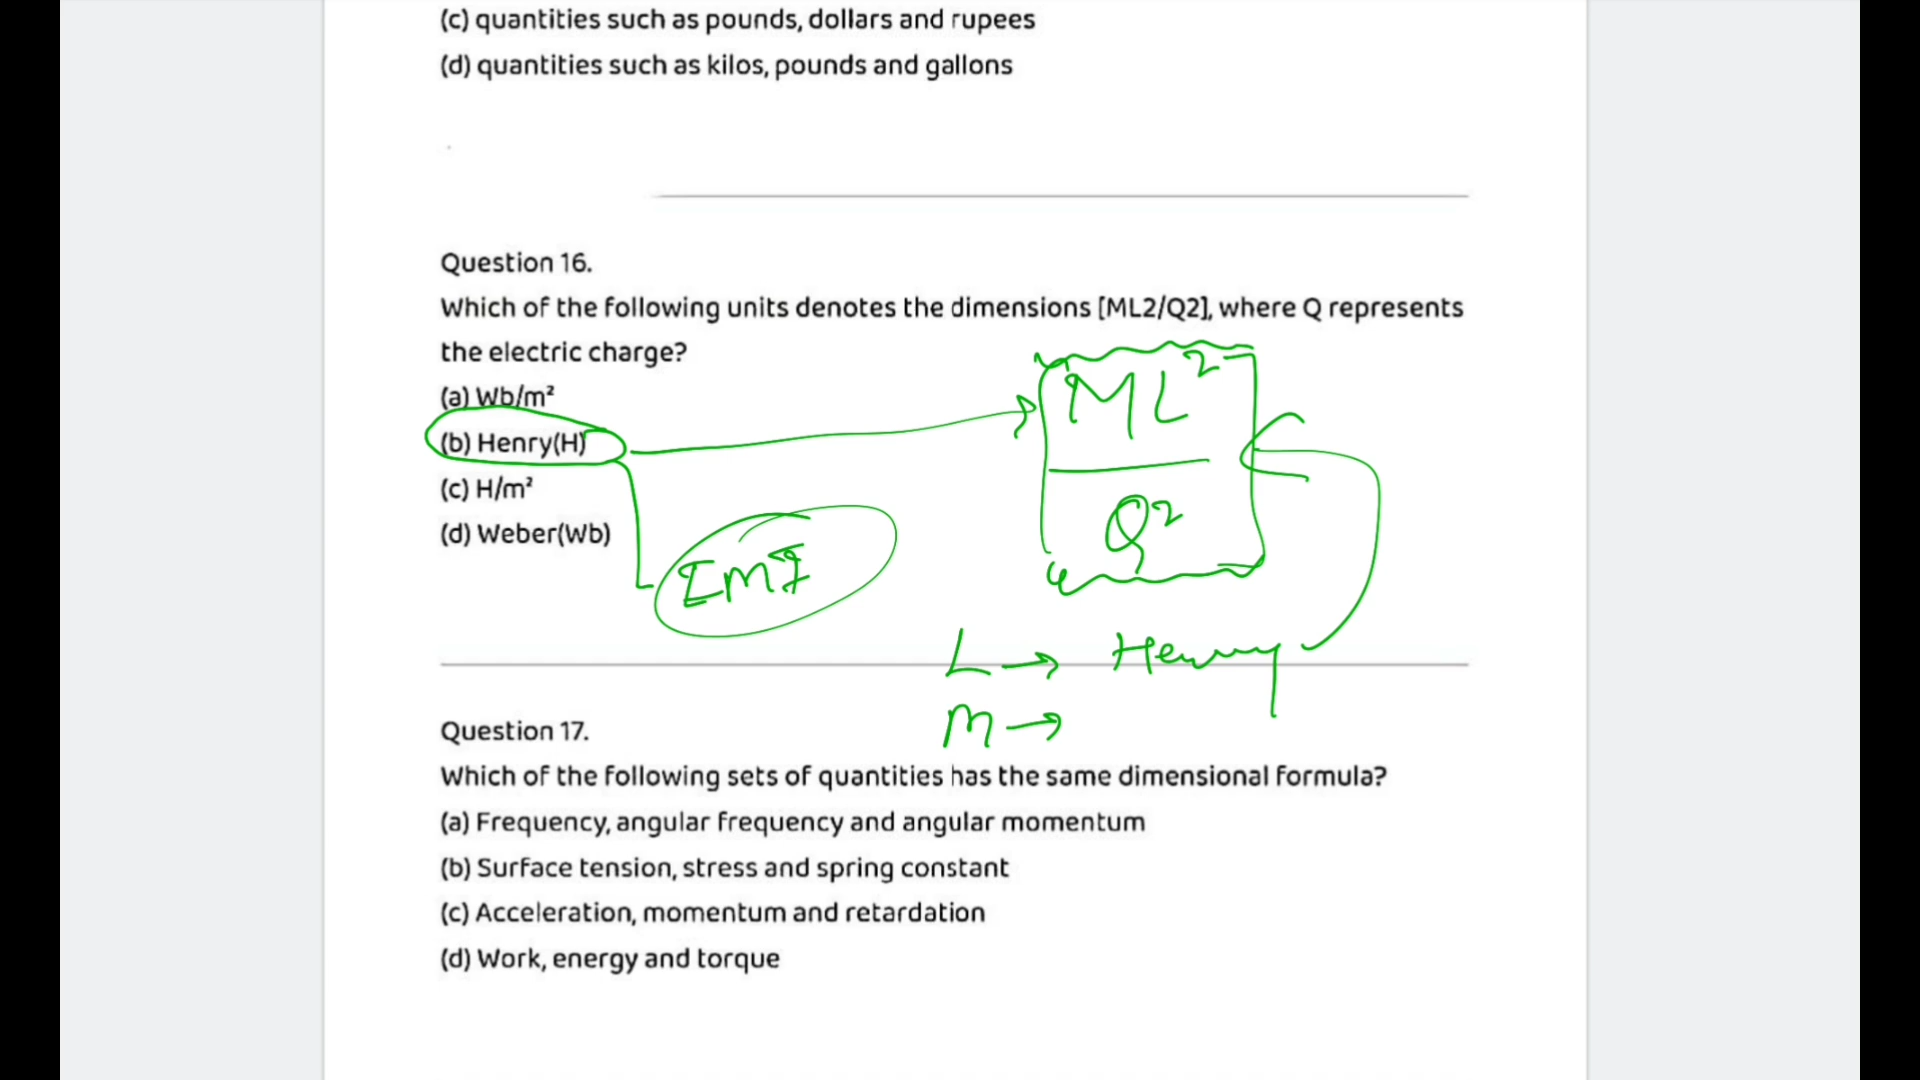 (c) quantities such as pounds, dollars and rupees
(d) quantities such as kilos, pounds and gallons
Question 16.
Which of the following units denotes the dimensions [ML2/Q2], where Q represents
the electric charge?
(a) Wb/m²
(b) Henry(H)
(c) H/m²
(d) Weber(Wb)
ML²
Q²
EMI
L → Henry
M →
Question 17.
Which of the following sets of quantities has the same dimensional formula?
(a) Frequency, angular frequency and angular momentum
(b) Surface tension, stress and spring constant
(c) Acceleration, momentum and retardation
(d) Work, energy and torque